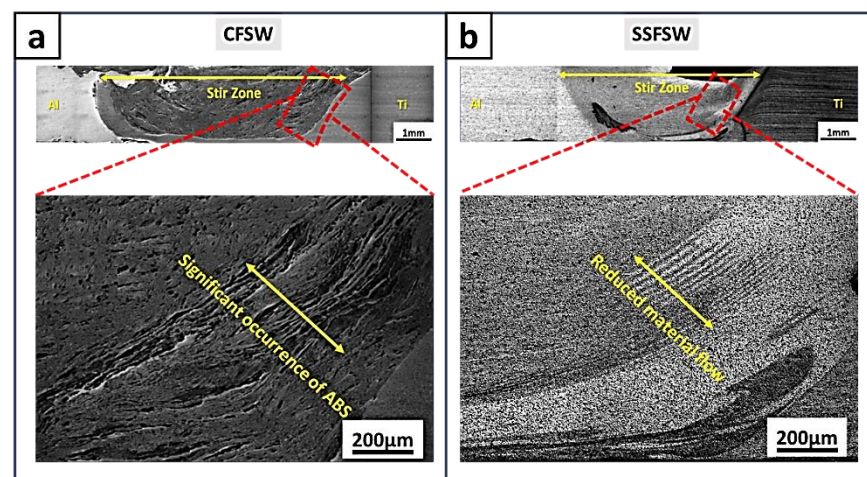 a
CFSW
Al
Stir Zone
Ti
1mm
Significant occurrence of ABS
200µm
b
SSFSW
Al
Stir Zone
Ti
1mm
Reduced material flow
200µm